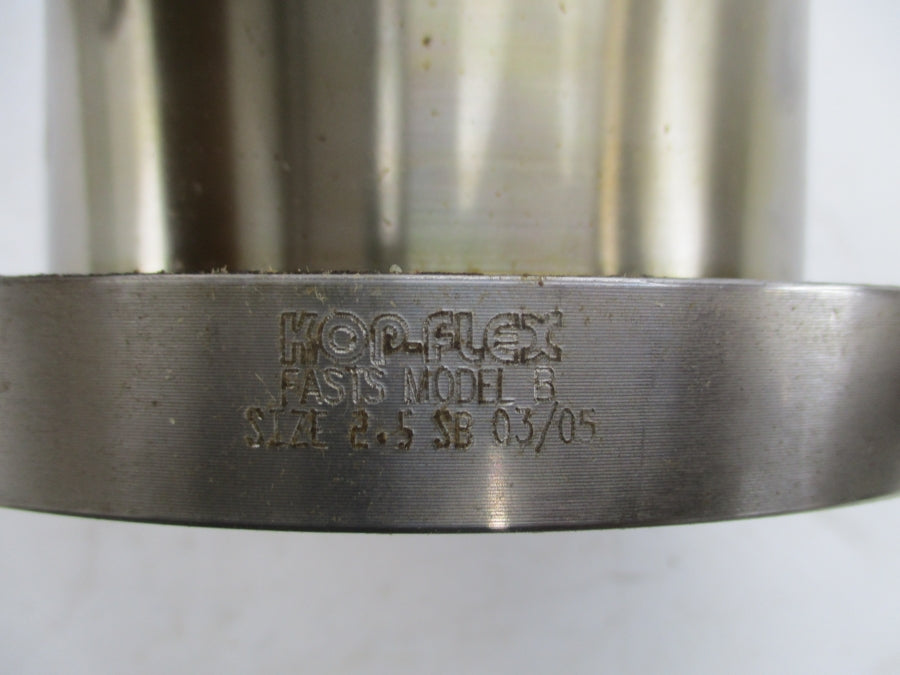 KOP-FLEX
FASTS MODEL B
SIZE 2.5 SB 03/05